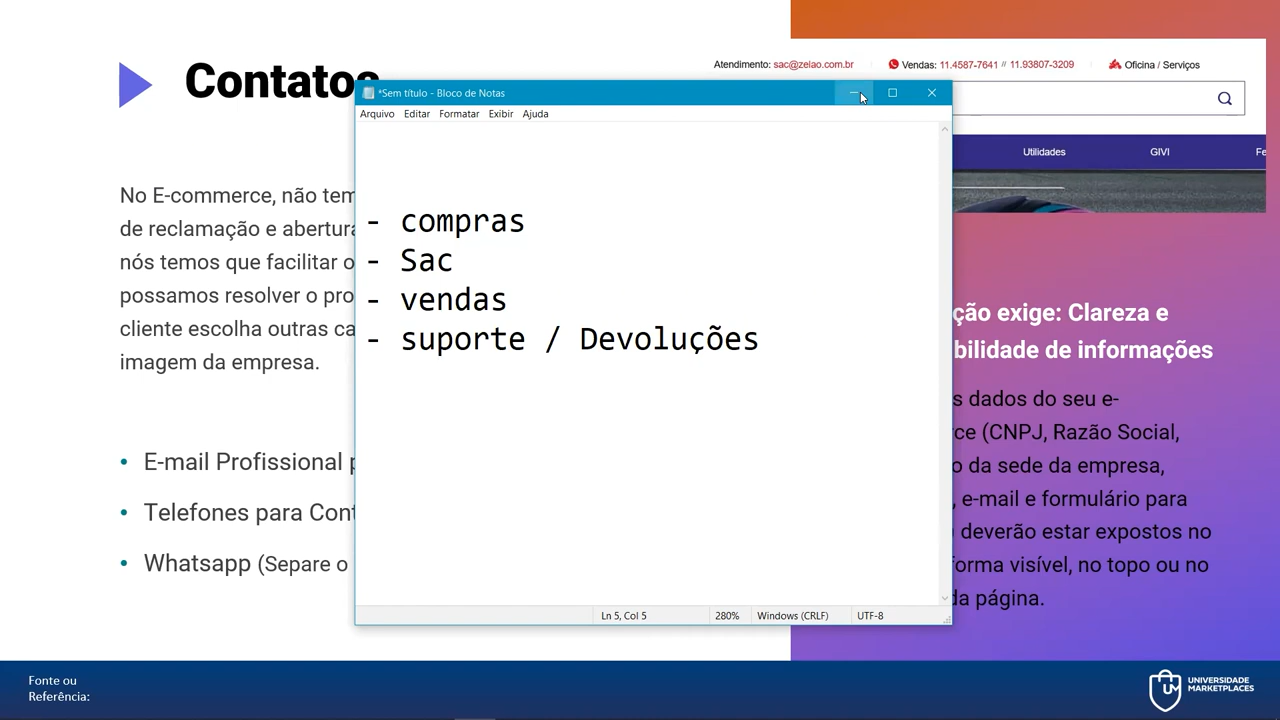 Contatos
Atendimento: sac@zeiao.com.br
Vendas: 11.4587-7641 // 11.93807-3209
Oficina / Serviços
*Sem título - Bloco de Notas
Arquivo Editar Formatar Exibir Ajuda
Utilidades GIVI Fe
No E-commerce, não tem
de reclamação e abertura
nós temos que facilitar o
possamos resolver o pro
cliente escolha outras ca
imagem da empresa.
- compras
- Sac
- vendas
- suporte / Devoluções
• E-mail Profissional p
• Telefones para Cont
• Whatsapp (Separe o
ção exige: Clareza e
bilidade de informações
s dados do seu e-
rce (CNPJ, Razão Social,
o da sede da empresa,
, e-mail e formulário para
deverão estar expostos no
forma visível, no topo ou no
da página.
Ln 5, Col 5 280% Windows (CRLF) UTF-8
Fonte ou
Referência:
UM
UNIVERSIDADE
MARKETPLACES